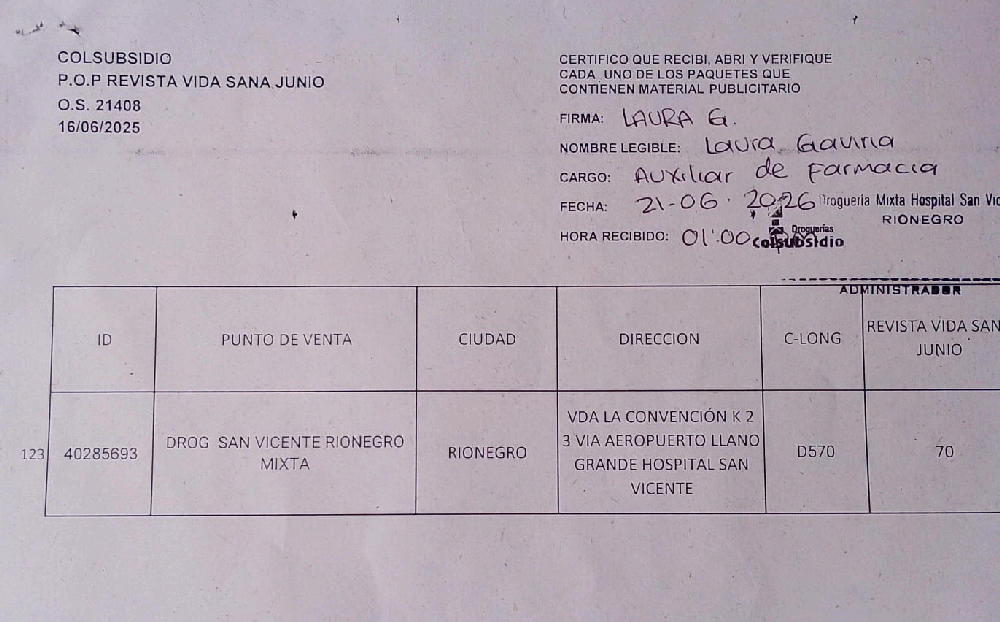 COLSUBSIDIO
P.O.P REVISTA VIDA SANA JUNIO
O.S. 21408
16/06/2025
CERTIFICO QUE RECIBI, ABRI Y VERIFIQUE
CADA UNO DE LOS PAQUETES QUE
CONTIENEN MATERIAL PUBLICITARIO
FIRMA: LAURA G.
NOMBRE LEGIBLE: Laura Gaviria
CARGO: Auxiliar de Farmacia
FECHA: 21-06-2026
HORA RECIBIDO: 01:00
Drogueria Mixta Hospital San Vic
RIONEGRO
Droguerías
colsubsidio
ADMINISTRADOR
ID
PUNTO DE VENTA
CIUDAD
DIRECCION
C-LONG
REVISTA VIDA SAN
JUNIO
123
40285693
DROG SAN VICENTE RIONEGRO
MIXTA
RIONEGRO
VDA LA CONVENCIÓN K 2
3 VIA AEROPUERTO LLANO
GRANDE HOSPITAL SAN
VICENTE
D570
70